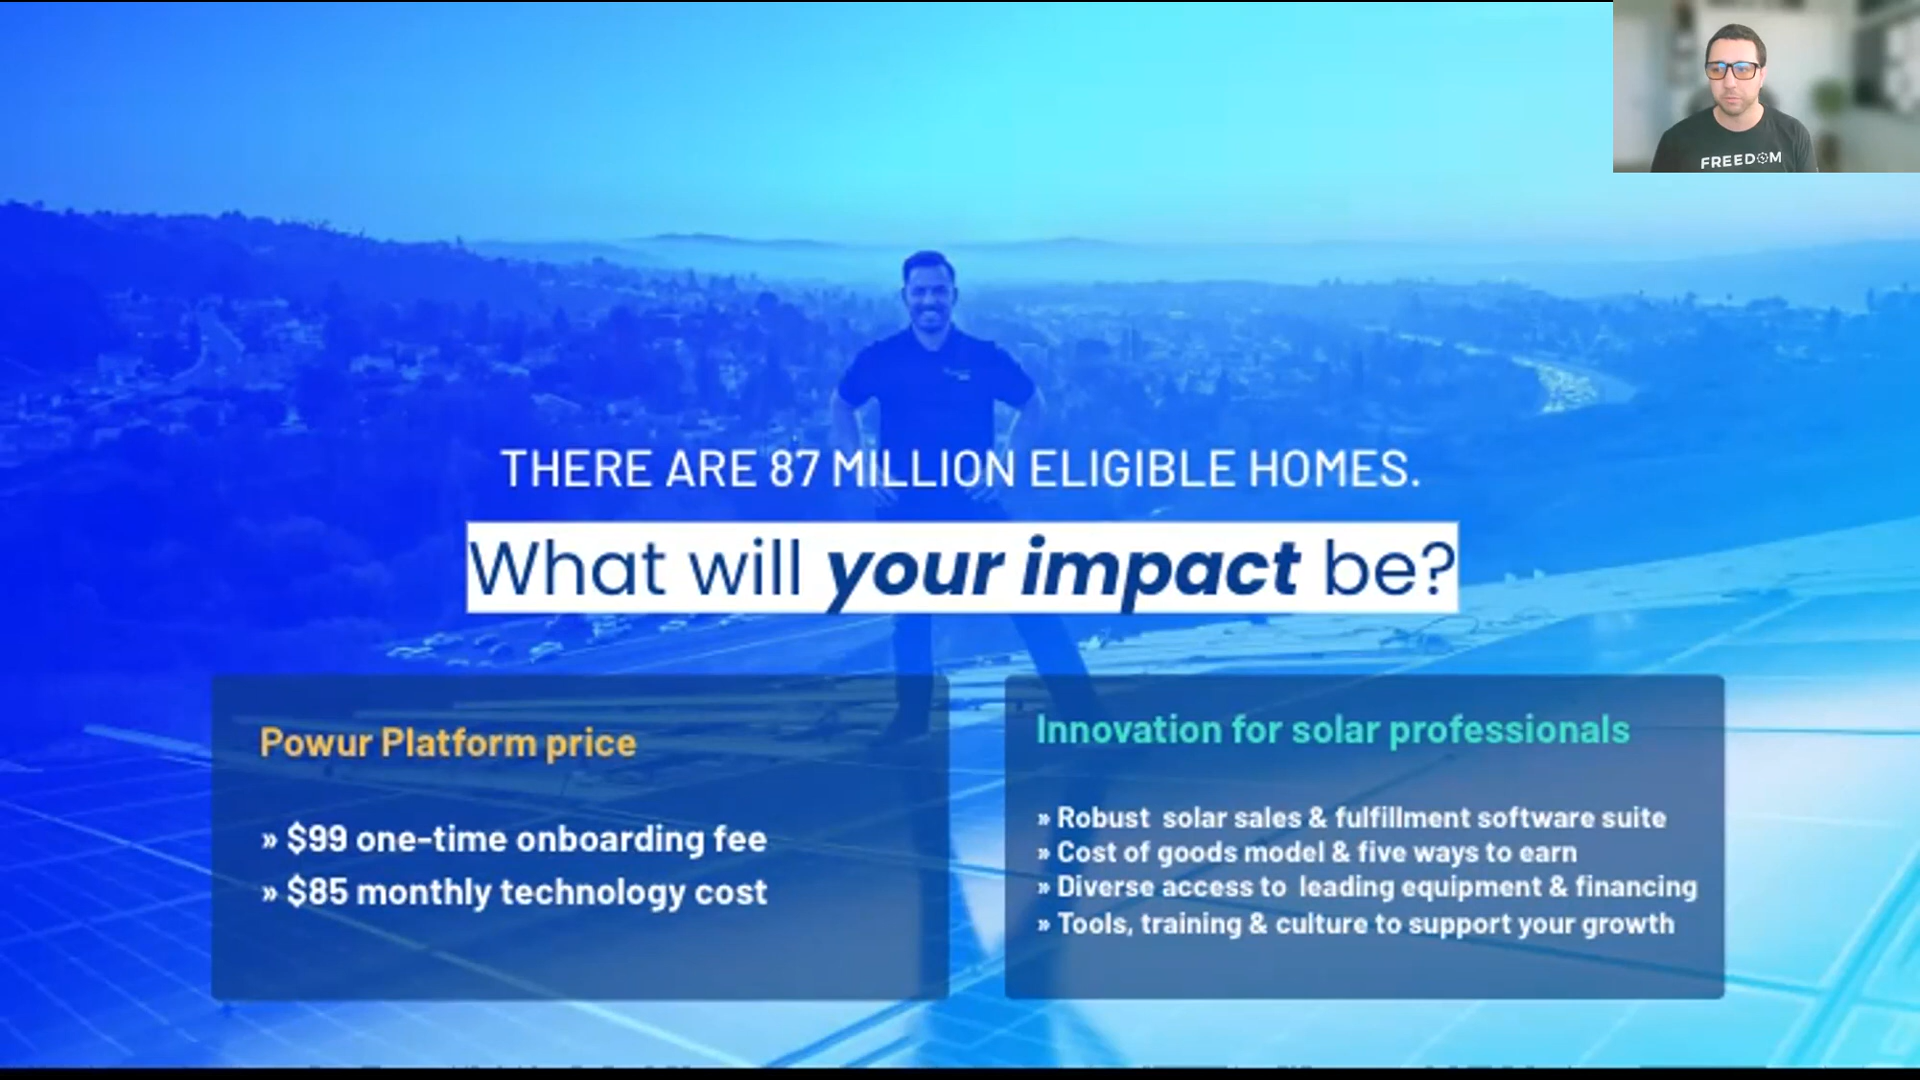 FREEDOM
THERE ARE 87 MILLION ELIGIBLE HOMES.
What will your impact be?
Powur Platform price
» $99 one-time onboarding fee
» $85 monthly technology cost
Innovation for solar professionals
» Robust solar sales & fulfillment software suite
» Cost of goods model & five ways to earn
» Diverse access to leading equipment & financing
» Tools, training & culture to support your growth